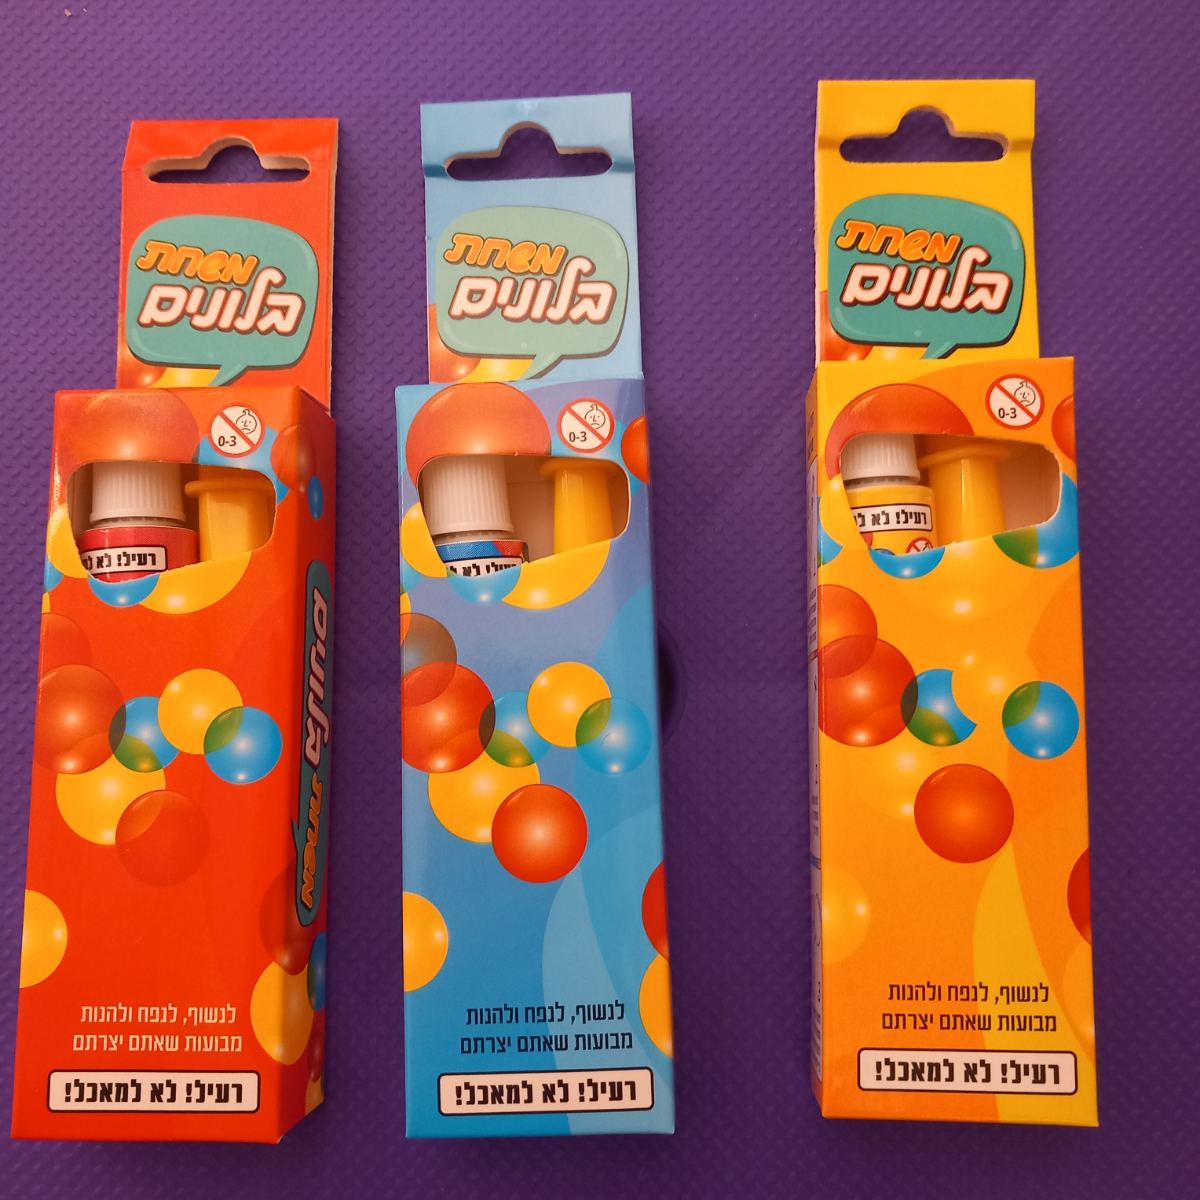 משחת
בלונים
0-3
רעיל! לא
משחת בלונים
לנשוף, לנפח ולהנות
מבועות שאתם יצרתם
רעיל! לא למאכל!
משחת
בלונים
0-3
רעיל! לא
לנשוף, לנפח ולהנות
מבועות שאתם יצרתם
רעיל! לא למאכל!
משחת
בלונים
0-3
רעיל! לא
לנשוף, לנפח ולהנות
מבועות שאתם יצרתם
רעיל! לא למאכל!